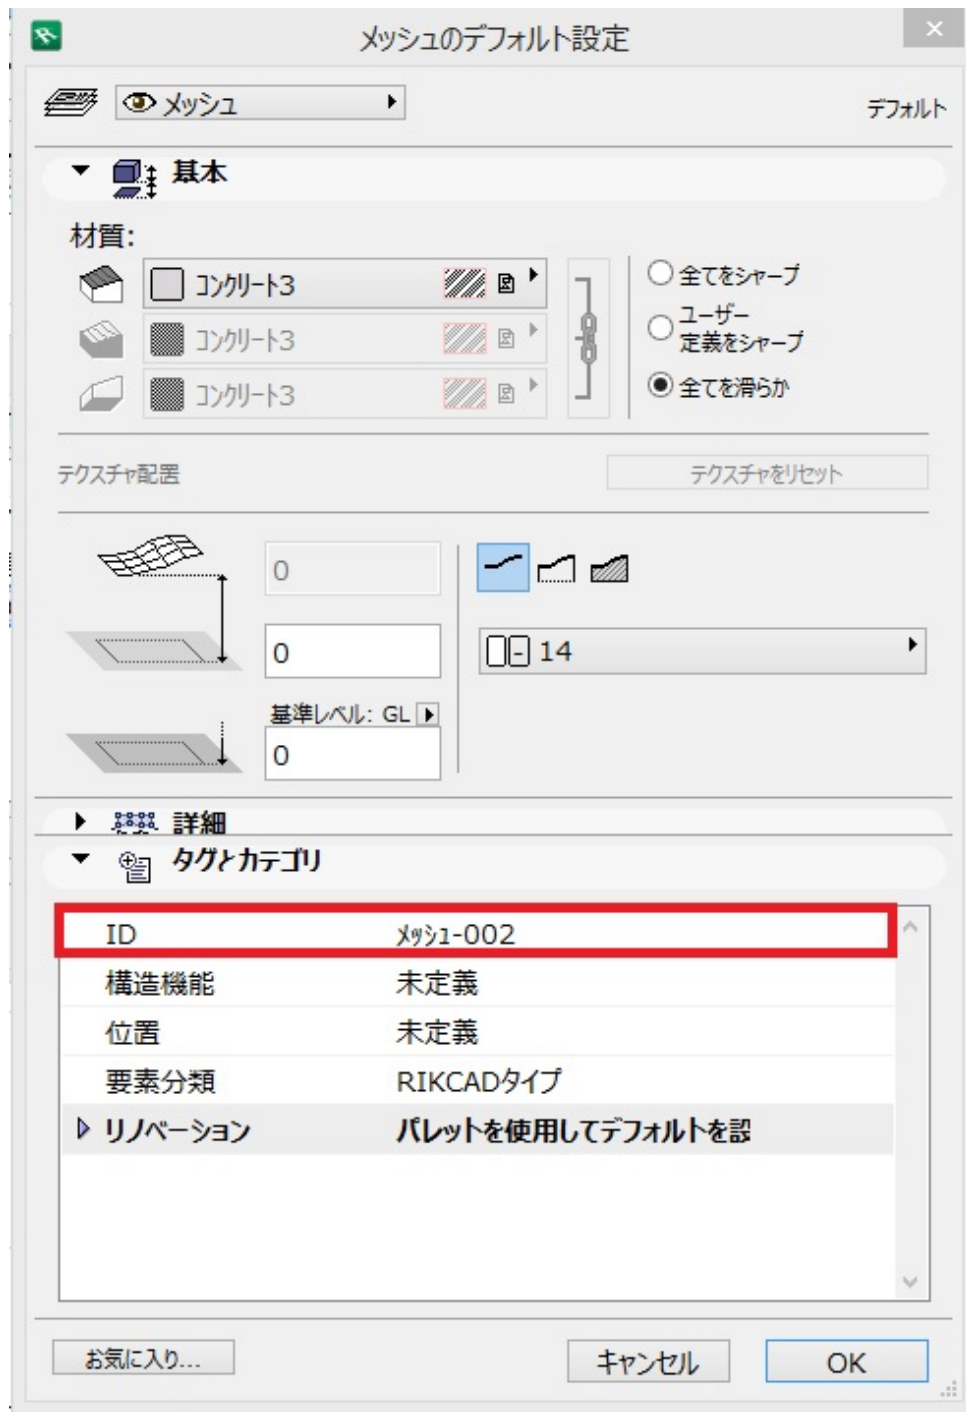 メッシュのデフォルト設定
メッシュ
デフォルト
基本
材質:
コンクリート3
全てをシャープ
ユーザー
定義をシャープ
コンクリート3
コンクリート3
全てを滑らか
テクスチャ配置
テクスチャをリセット
0
0
14
基準レベル: GL
0
詳細
タグとカテゴリ
ID ﾒｯｼｭ-002
構造機能 未定義
位置 未定義
要素分類 RIKCADタイプ
リノベーション パレットを使用してデフォルトを設
お気に入り...
キャンセル
OK